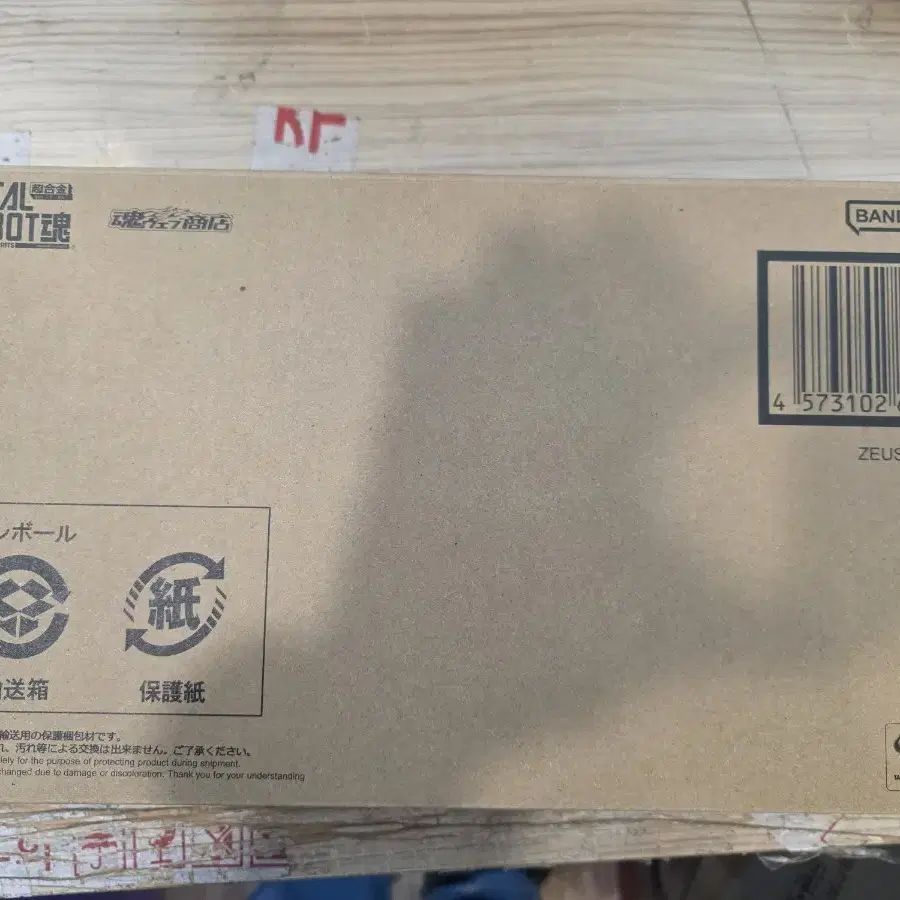 TAL 超合金
BOT魂
RITS
魂ウェブ商店
BAND
4 573102
ZEUS
ンボール
紙
送箱
保護紙
輸送用の保護梱包材です。
れ、汚れ等による交換は出来ません。ご了承ください。
lely for the purpose of protecting product during shipment.
changed due to damage or discoloration. Thank you for your understanding